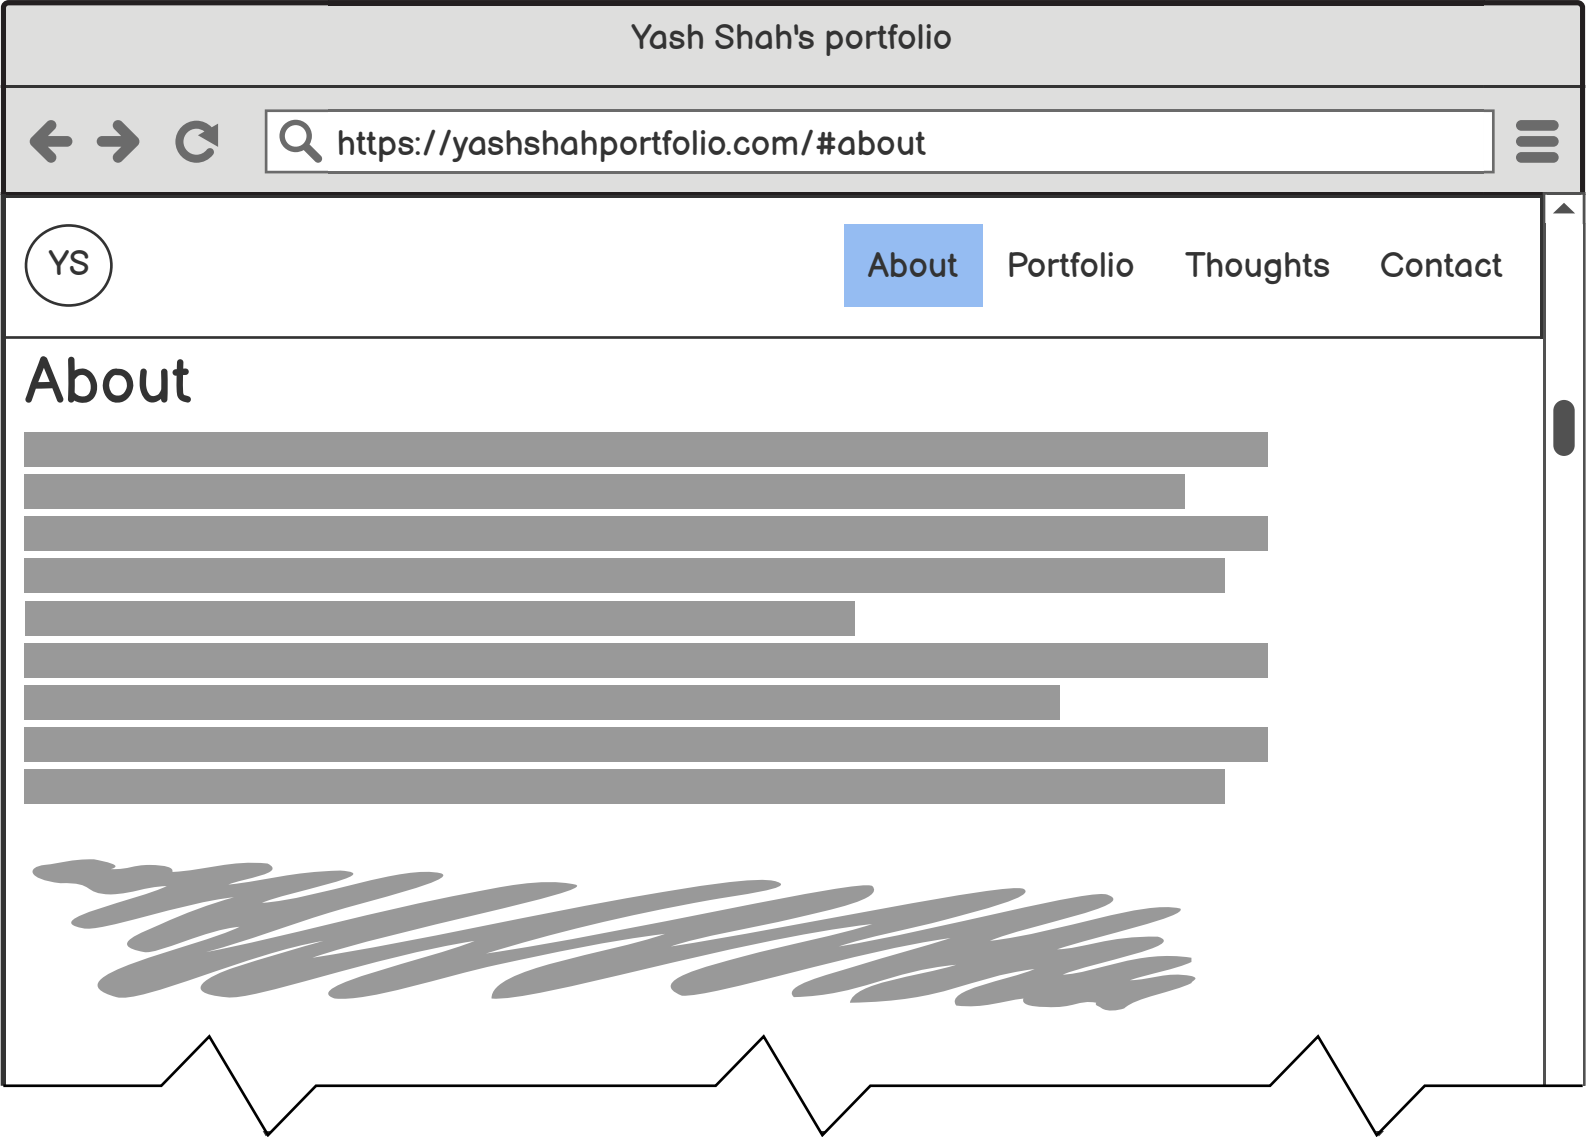 Yash Shah's portfolio
https://yashshahportfolio.com/#about
YS
About Portfolio Thoughts Contact
About